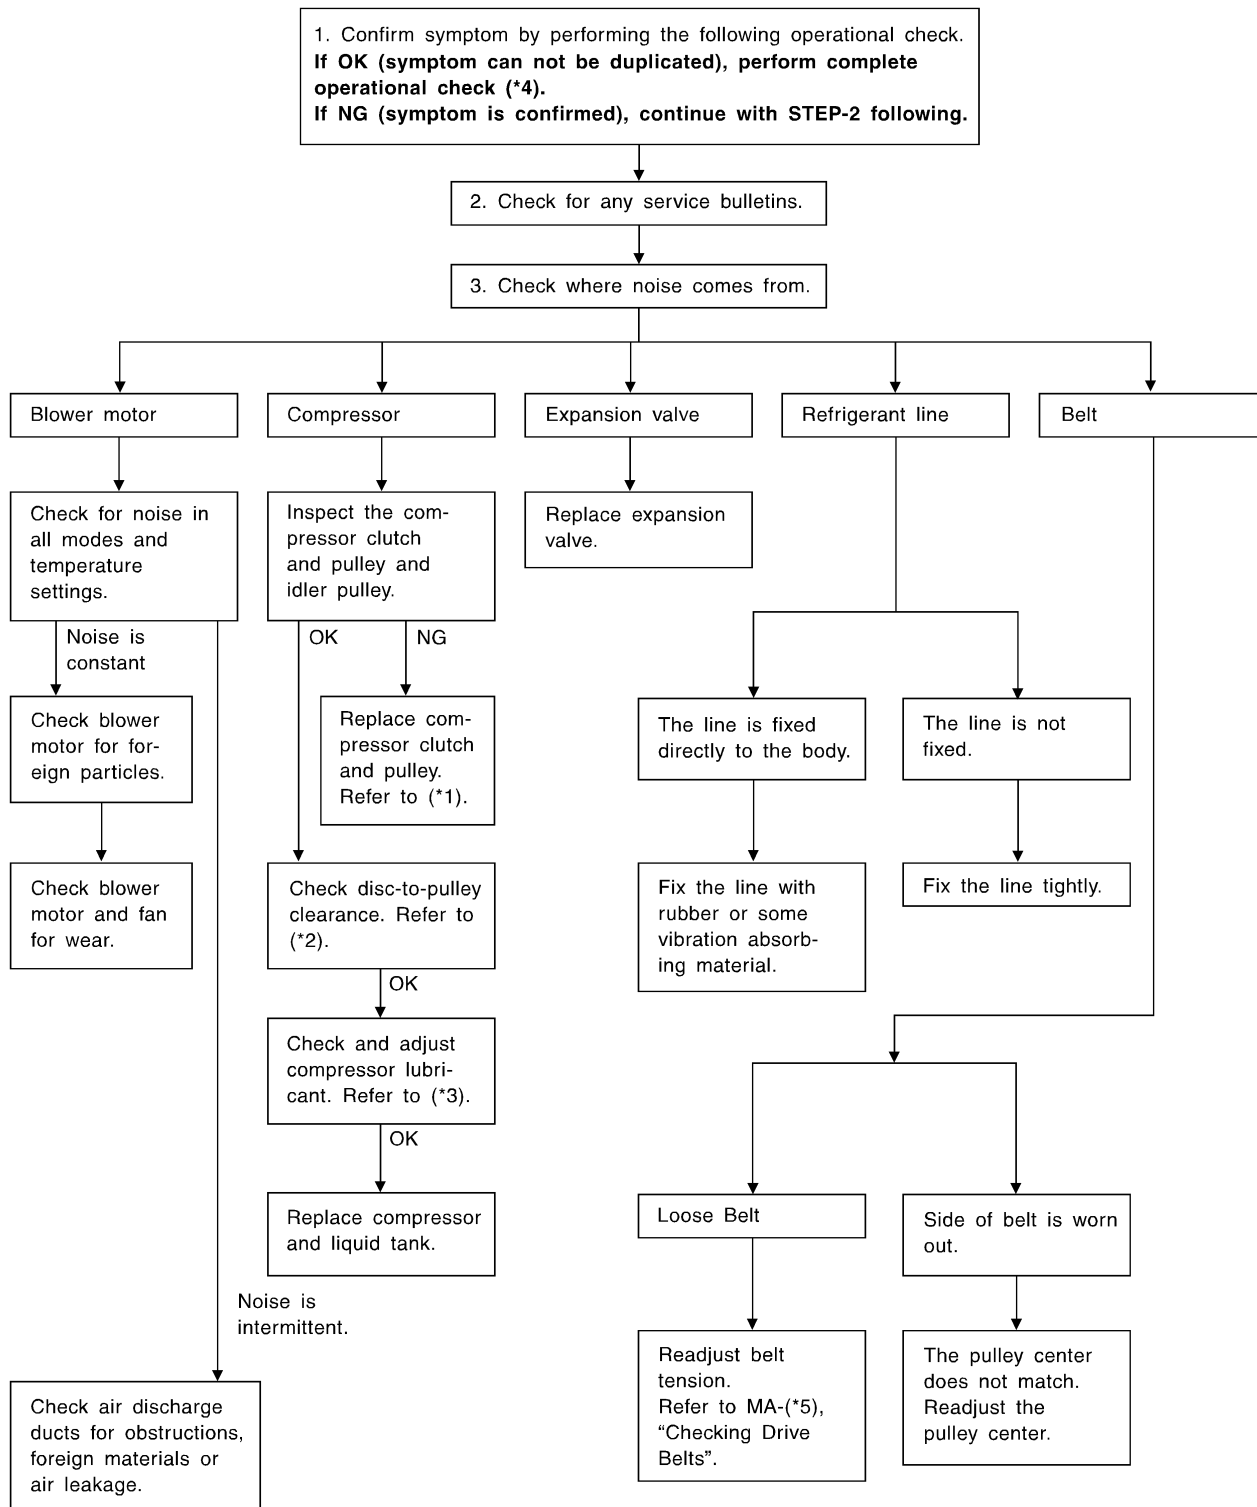 1. Confirm symptom by performing the following operational check.
If OK (symptom can not be duplicated), perform complete
operational check (*4).
If NG (symptom is confirmed), continue with STEP-2 following.
2. Check for any service bulletins.
3. Check where noise comes from.
Blower motor
Compressor
Expansion valve
Refrigerant line
Belt
Check for noise in
all modes and
temperature
settings.
Inspect the com-
pressor clutch
and pulley and
idler pulley.
Replace expansion
valve.
Noise is
constant
OK
NG
Check blower
motor for for-
eign particles.
Replace com-
pressor clutch
and pulley.
Refer to (*1).
The line is fixed
directly to the body.
The line is not
fixed.
Check blower
motor and fan
for wear.
Check disc-to-pulley
clearance. Refer to
(*2).
Fix the line with
rubber or some
vibration absorb-
ing material.
Fix the line tightly.
OK
Check and adjust
compressor lubri-
cant. Refer to (*3).
OK
Replace compressor
and liquid tank.
Loose Belt
Side of belt is worn
out.
Noise is
intermittent.
Readjust belt
tension.
Refer to MA-(*5),
“Checking Drive
Belts”.
The pulley center
does not match.
Readjust the
pulley center.
Check air discharge
ducts for obstructions,
foreign materials or
air leakage.